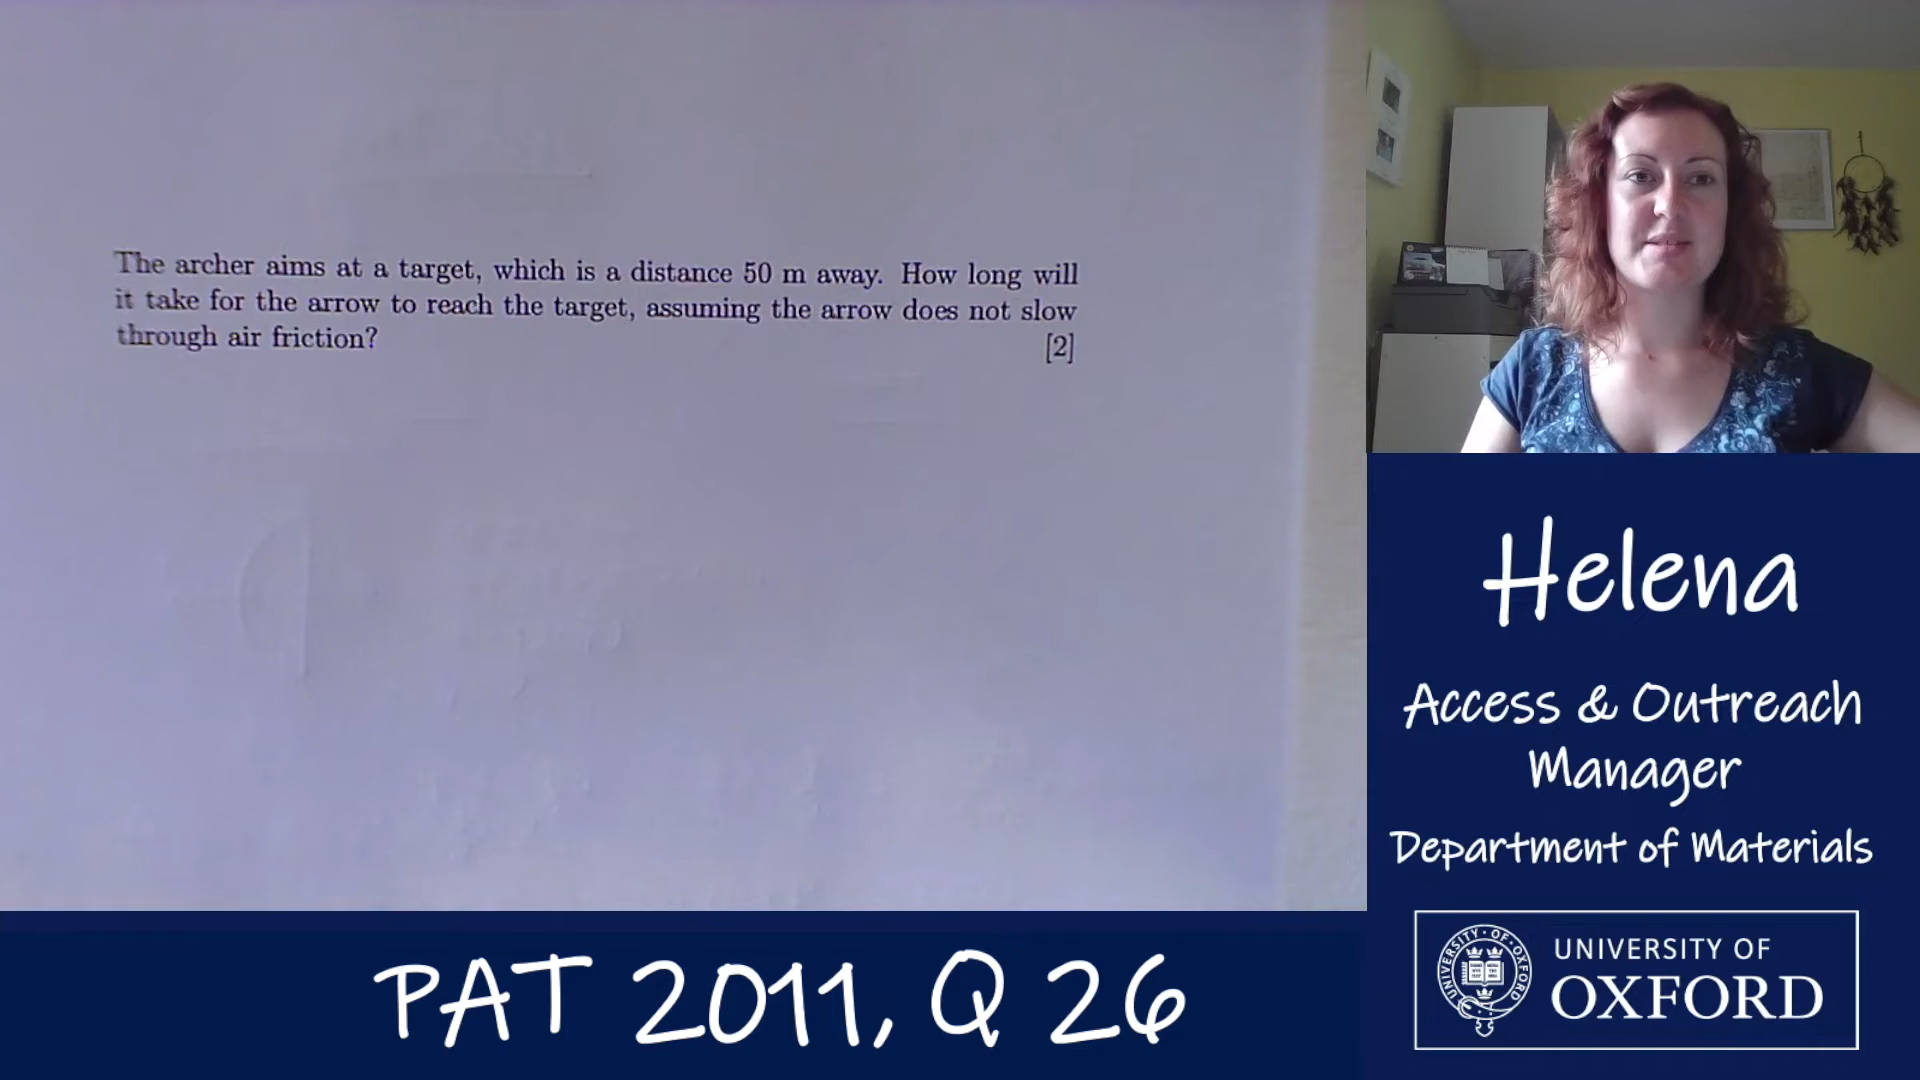 The archer aims at a target, which is a distance 50 m away. How long will
it take for the arrow to reach the target, assuming the arrow does not slow
through air friction? [2]
Helena
Access & Outreach
Manager
Department of Materials
UNIVERSITY OF
OXFORD
PAT 2011, Q 26